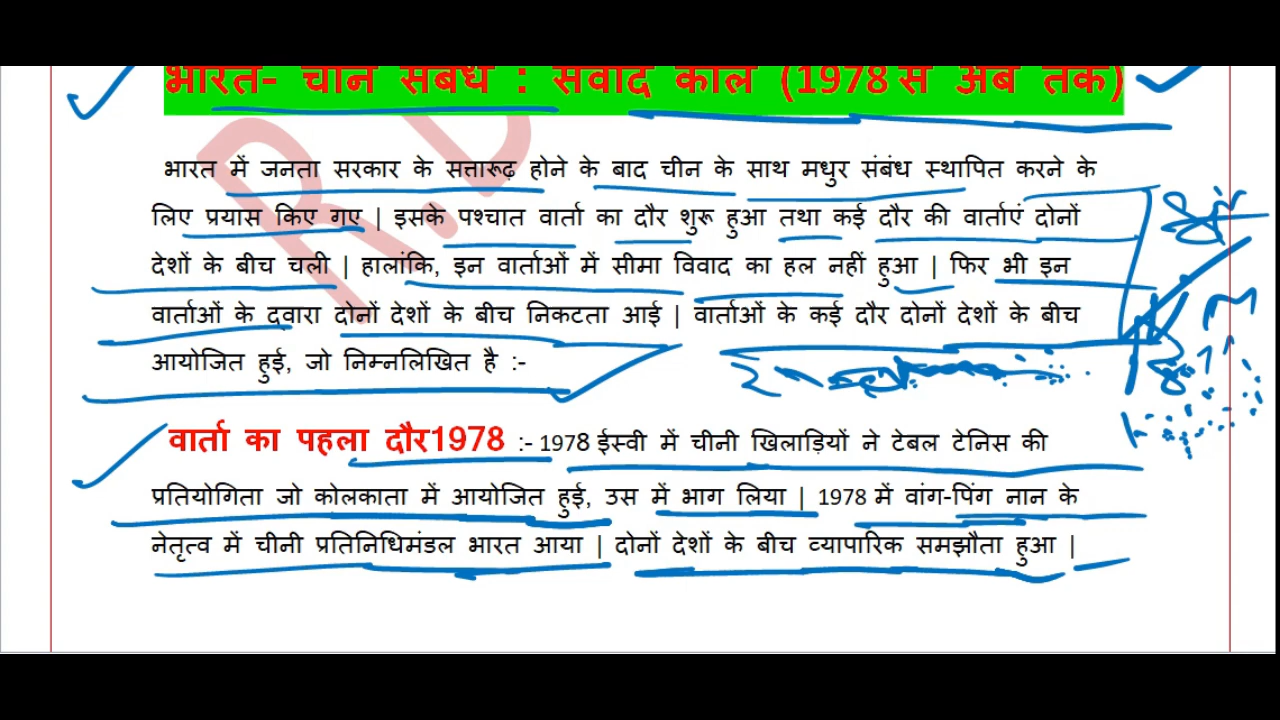 भारत- चीन संबंध : संवाद काल (1978 से अब तक)
भारत में जनता सरकार के सत्तारूढ़ होने के बाद चीन के साथ मधुर संबंध स्थापित करने के
लिए प्रयास किए गए | इसके पश्चात वार्ता का दौर शुरू हुआ तथा कई दौर की वार्ताएं दोनों
देशों के बीच चली | हालांकि, इन वार्ताओं में सीमा विवाद का हल नहीं हुआ | फिर भी इन
वार्ताओं के द्वारा दोनों देशों के बीच निकटता आई | वार्ताओं के कई दौर दोनों देशों के बीच
आयोजित हुई, जो निम्नलिखित है :-
वार्ता का पहला दौर1978 :- 1978 ईस्वी में चीनी खिलाड़ियों ने टेबल टेनिस की
प्रतियोगिता जो कोलकाता में आयोजित हुई, उस में भाग लिया | 1978 में वांग-पिंग नान के
नेतृत्व में चीनी प्रतिनिधिमंडल भारत आया | दोनों देशों के बीच व्यापारिक समझौता हुआ |